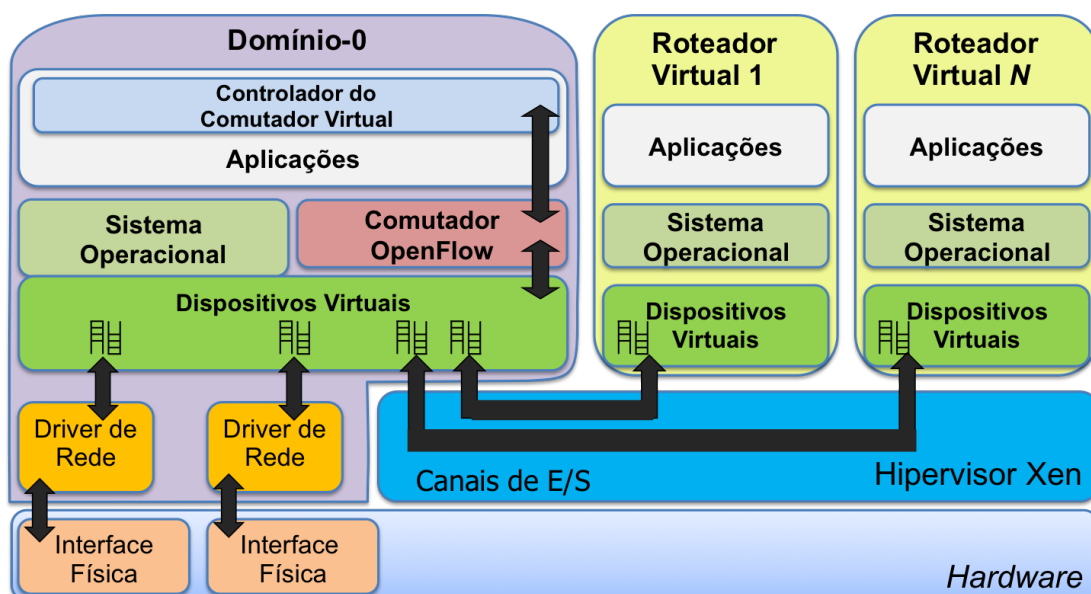 Domínio-0
Controlador do
Comutador Virtual
Aplicações
Sistema
Operacional
Comutador
OpenFlow
Dispositivos Virtuais
Driver de
Rede
Driver de
Rede
Interface
Física
Interface
Física
Roteador
Virtual 1
Aplicações
Sistema
Operacional
Dispositivos
Virtuais
Roteador
Virtual N
Aplicações
Sistema
Operacional
Dispositivos
Virtuais
Canais de E/S
Hipervisor Xen
Hardware